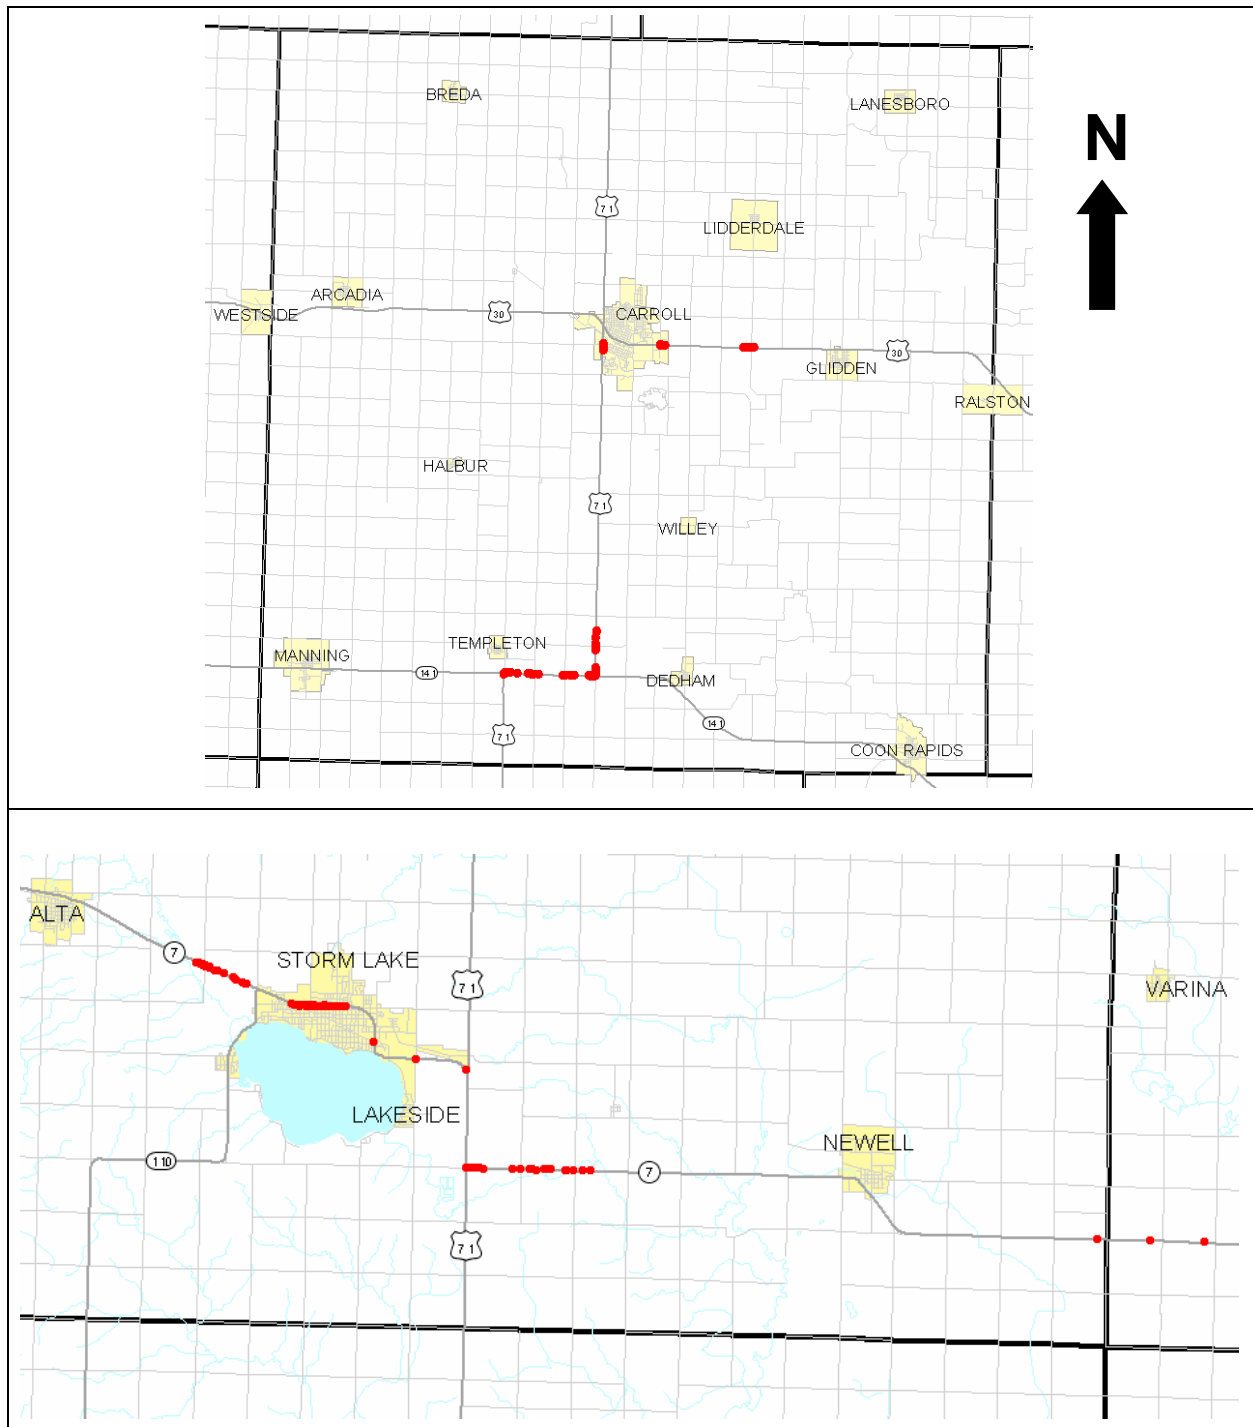 BREDA
LANESBORO
N
71
LIDDERDALE
ARCADIA
WESTSIDE
30
CARROLL
30
GLIDDEN
RALSTON
HALBUR
71
WILLEY
TEMPLETON
MANNING
141
DEDHAM
141
71
COON RAPIDS
ALTA
7
STORM LAKE
71
VARINA
LAKESIDE
NEWELL
110
7
71